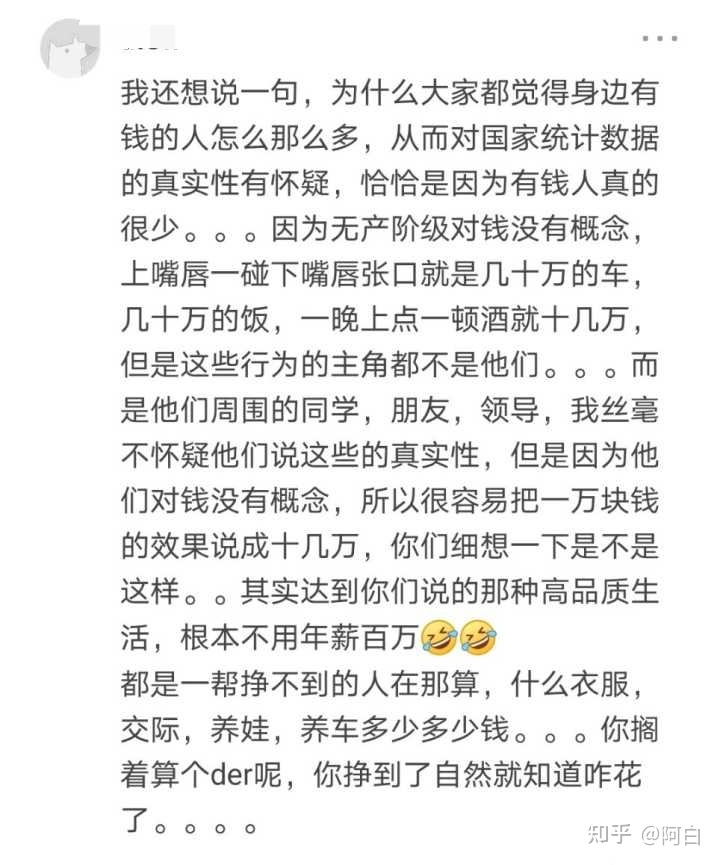 我还想说一句，为什么大家都觉得身边有
钱的人怎么那么多，从而对国家统计数据
的真实性有怀疑，恰恰是因为有钱人真的
很少。。。因为无产阶级对钱没有概念，
上嘴唇一碰下嘴唇张口就是几十万的车，
几十万的饭，一晚上点一顿酒就十几万，
但是这些行为的主角都不是他们。。。而
是他们周围的同学，朋友，领导，我丝毫
不怀疑他们说这些的真实性，但是因为他
们对钱没有概念，所以很容易把一万块钱
的效果说成十几万，你们细想一下是不是
这样。。其实达到你们说的那种高品质生
活，根本不用年薪百万🤣🤣
都是一帮挣不到的人在那算，什么衣服，
交际，养娃，养车多少多少钱。。。你搁
着算个der呢，你挣到了自然就知道咋花
了。。。。
知乎 @阿白